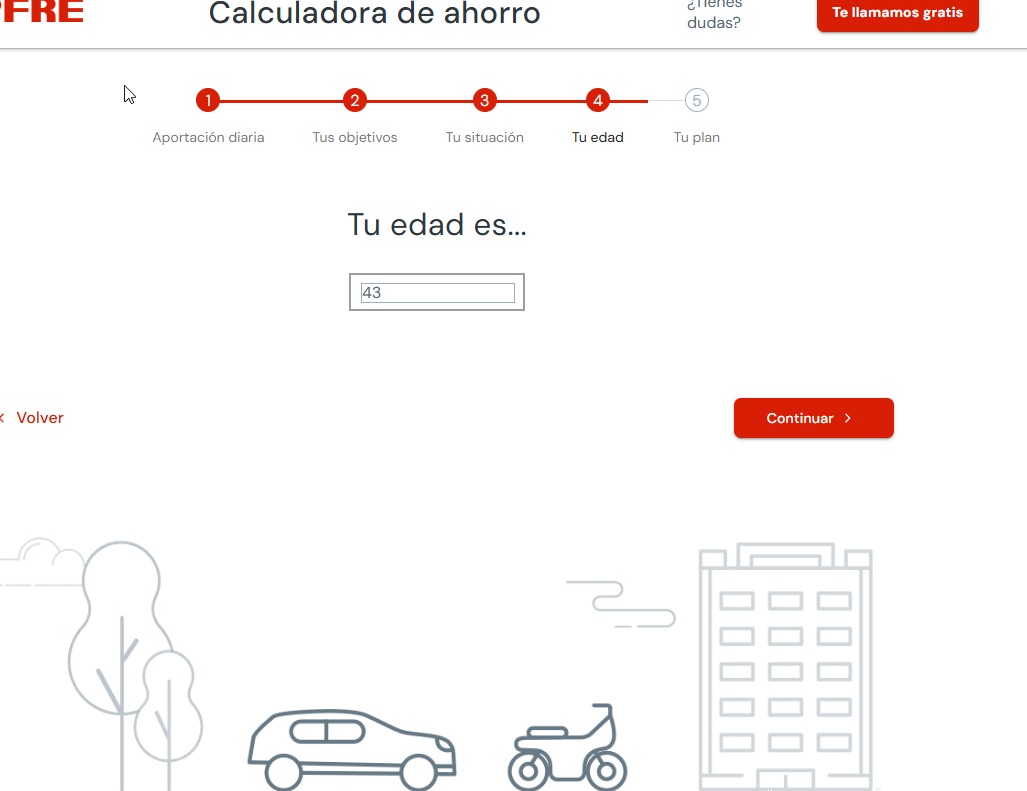 PFRE
Calculadora de ahorro
¿Tienes
dudas?
Te llamamos gratis
1
2
3
4
5
Aportación diaria
Tus objetivos
Tu situación
Tu edad
Tu plan
Tu edad es...
43
Volver
Continuar